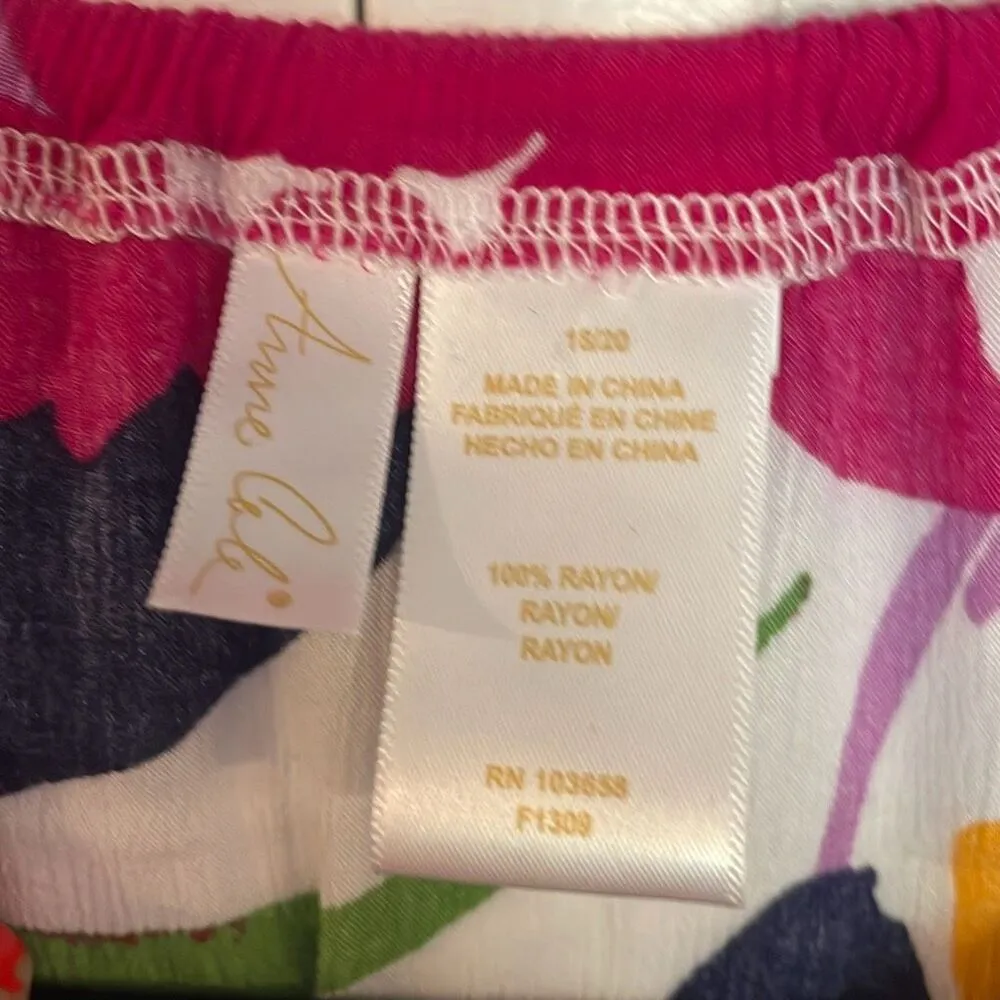 Anne Cole®
18/20
MADE IN CHINA
FABRIQUÉ EN CHINE
HECHO EN CHINA
100% RAYON/
RAYON/
RAYON
RN 103658
F1309